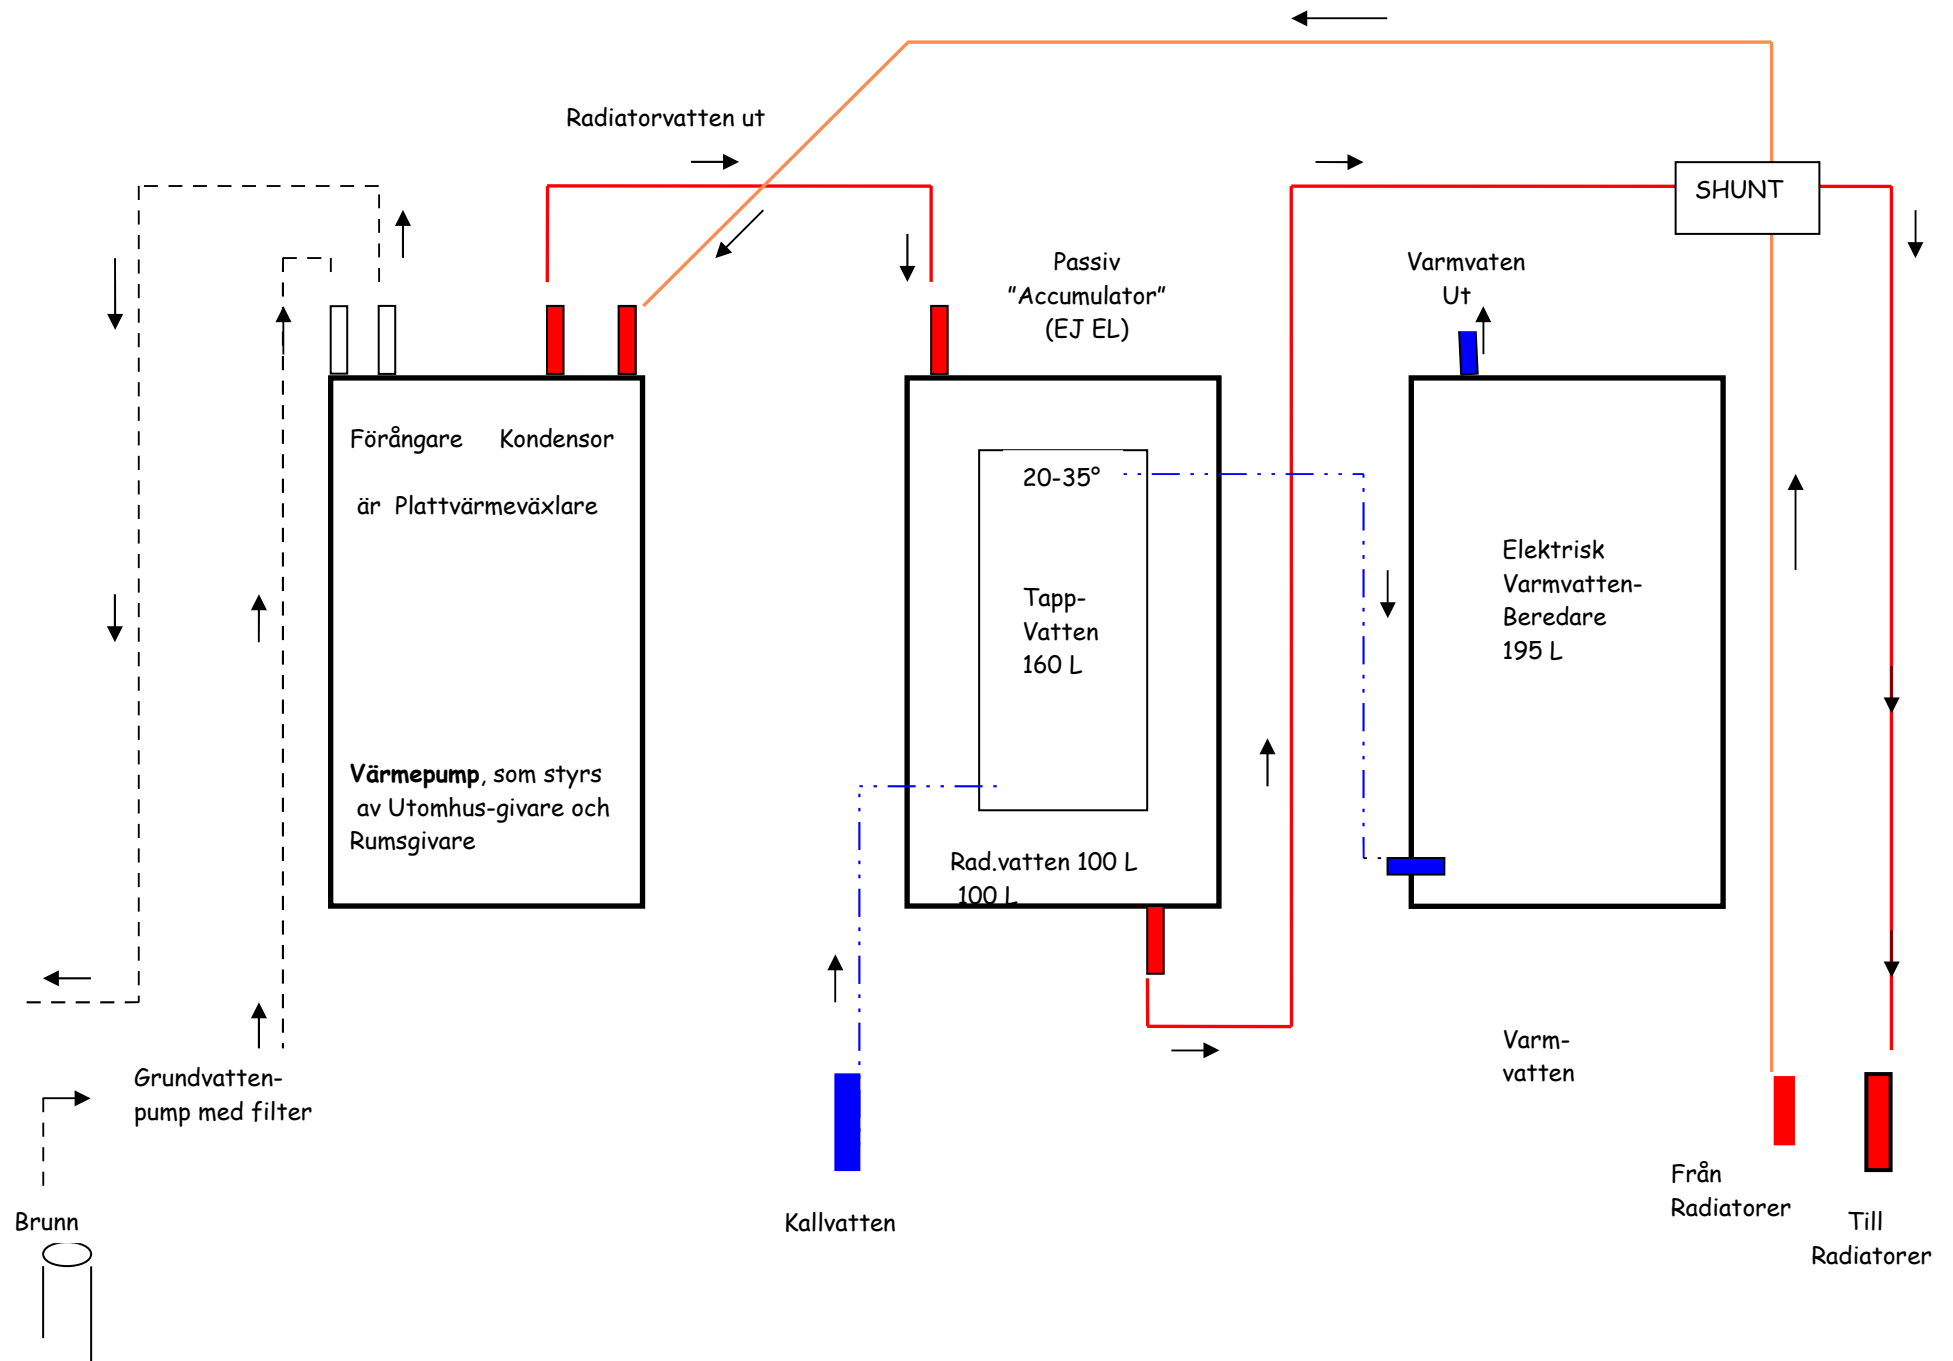 Radiatorvatten ut
SHUNT
Passiv
"Accumulator"
(EJ EL)
Varmvaten
Ut
Förångare Kondensor
är Plattvärmeväxlare
Värmepump, som styrs
av Utomhus-givare och
Rumsgivare
20-35°
Tapp-
Vatten
160 L
Rad.vatten 100 L
100 L
Elektrisk
Varmvatten-
Beredare
195 L
Varm-
vatten
Grundvatten-
pump med filter
Brunn
Kallvatten
Från
Radiatorer
Till
Radiatorer